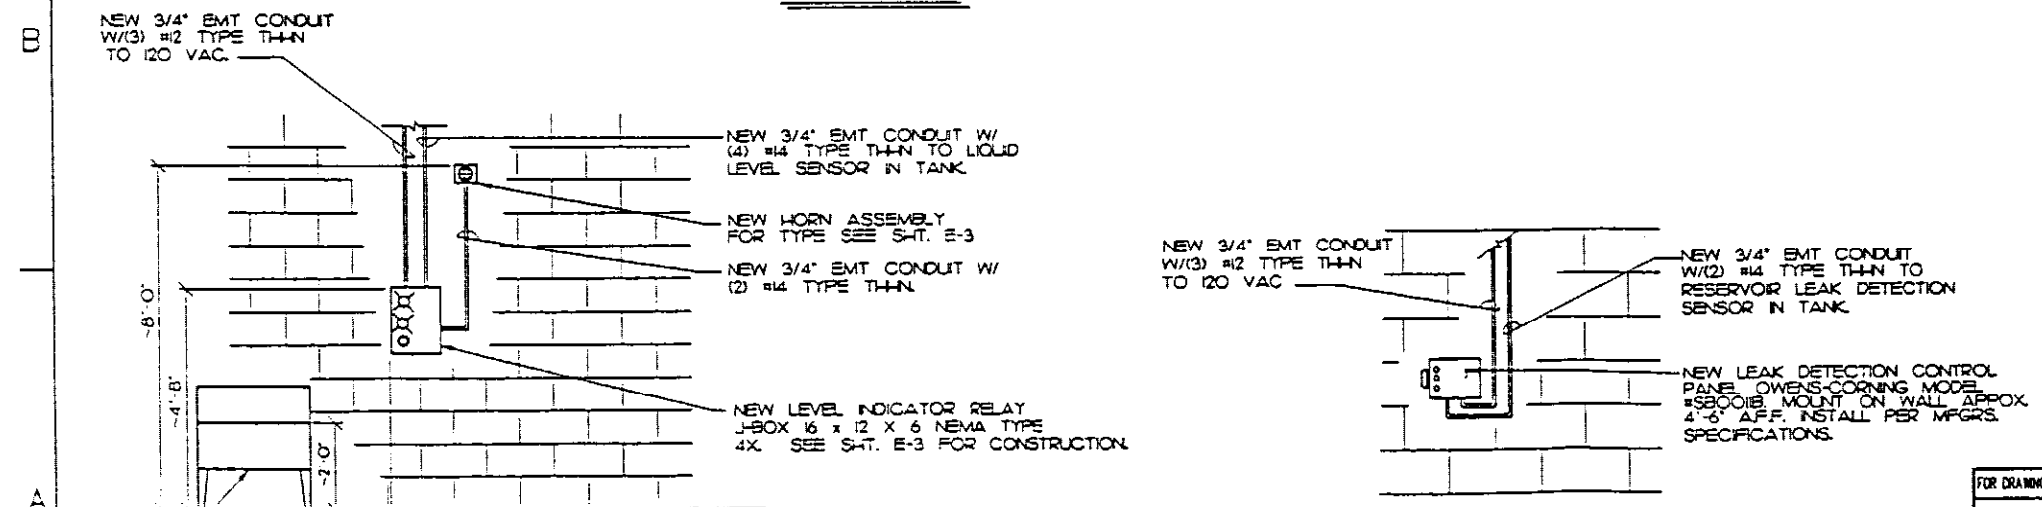 B
NEW 3/4" EMT CONDUIT
W/(3) #12 TYPE THHN
TO 120 VAC.
NEW 3/4" EMT CONDUIT W/
(4) #14 TYPE THHN TO LIQUID
LEVEL SENSOR IN TANK.
NEW HORN ASSEMBLY
FOR TYPE SEE SHT. E-3
NEW 3/4" EMT CONDUIT W/
(2) #14 TYPE THHN.
~8'-0"
~4'-8"
~2'-0"
NEW LEVEL INDICATOR RELAY
J-BOX 16 x 12 X 6 NEMA TYPE
4X. SEE SHT. E-3 FOR CONSTRUCTION.
A
NEW 3/4" EMT CONDUIT
W/(3) #12 TYPE THHN
TO 120 VAC
NEW 3/4" EMT CONDUIT
W/(2) #14 TYPE THHN TO
RESERVOIR LEAK DETECTION
SENSOR IN TANK.
NEW LEAK DETECTION CONTROL
PANEL OWENS-CORNING MODEL
MOUNT ON WALL APPOX.
4'-6" A.F.F. INSTALL PER MFGRS.
SPECIFICATIONS.
FOR DRAWING